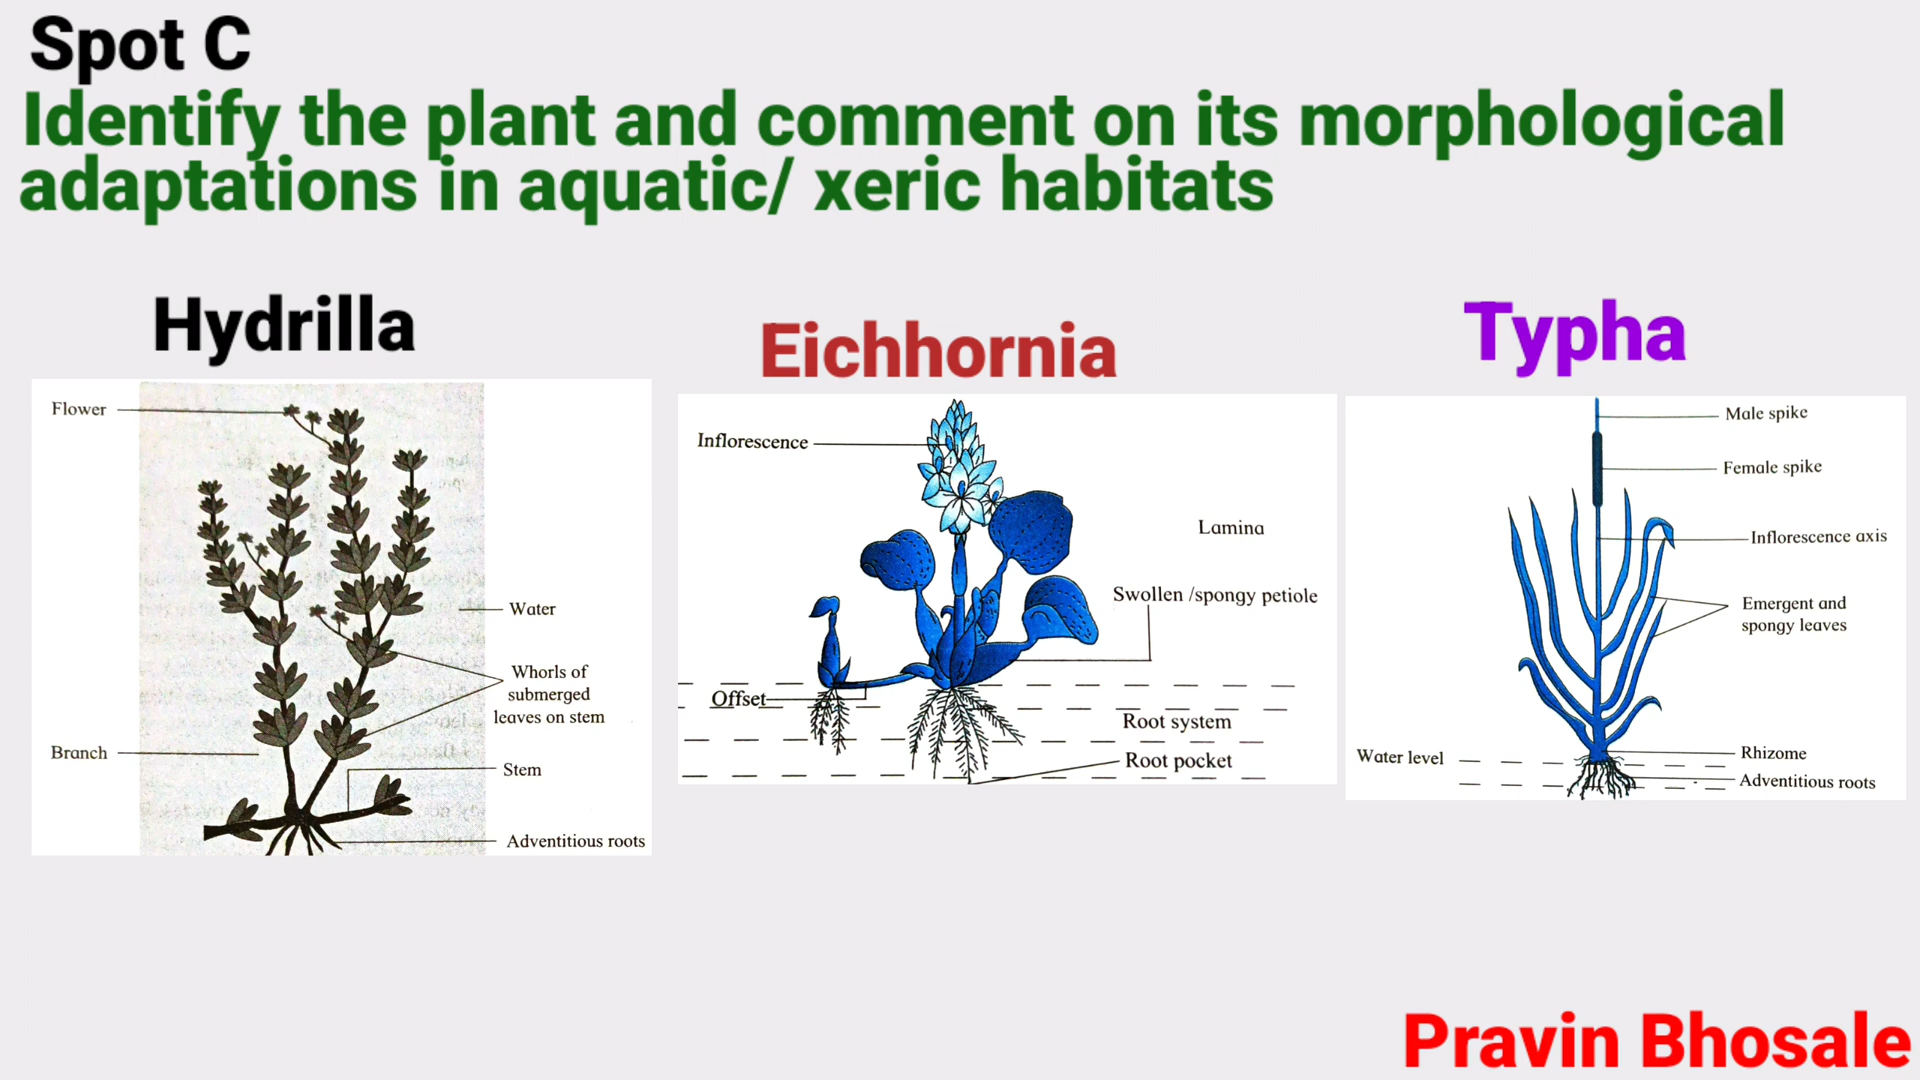 Spot C
Identify the plant and comment on its morphological
adaptations in aquatic/ xeric habitats
Hydrilla
Flower
Water
Whorls of
submerged
leaves on stem
Branch
Stem
Adventitious roots
Eichhornia
Inflorescence
Lamina
Swollen /spongy petiole
Offset
Root system
Root pocket
Typha
Male spike
Female spike
Inflorescence axis
Emergent and
spongy leaves
Water level
Rhizome
Adventitious roots
Pravin Bhosale